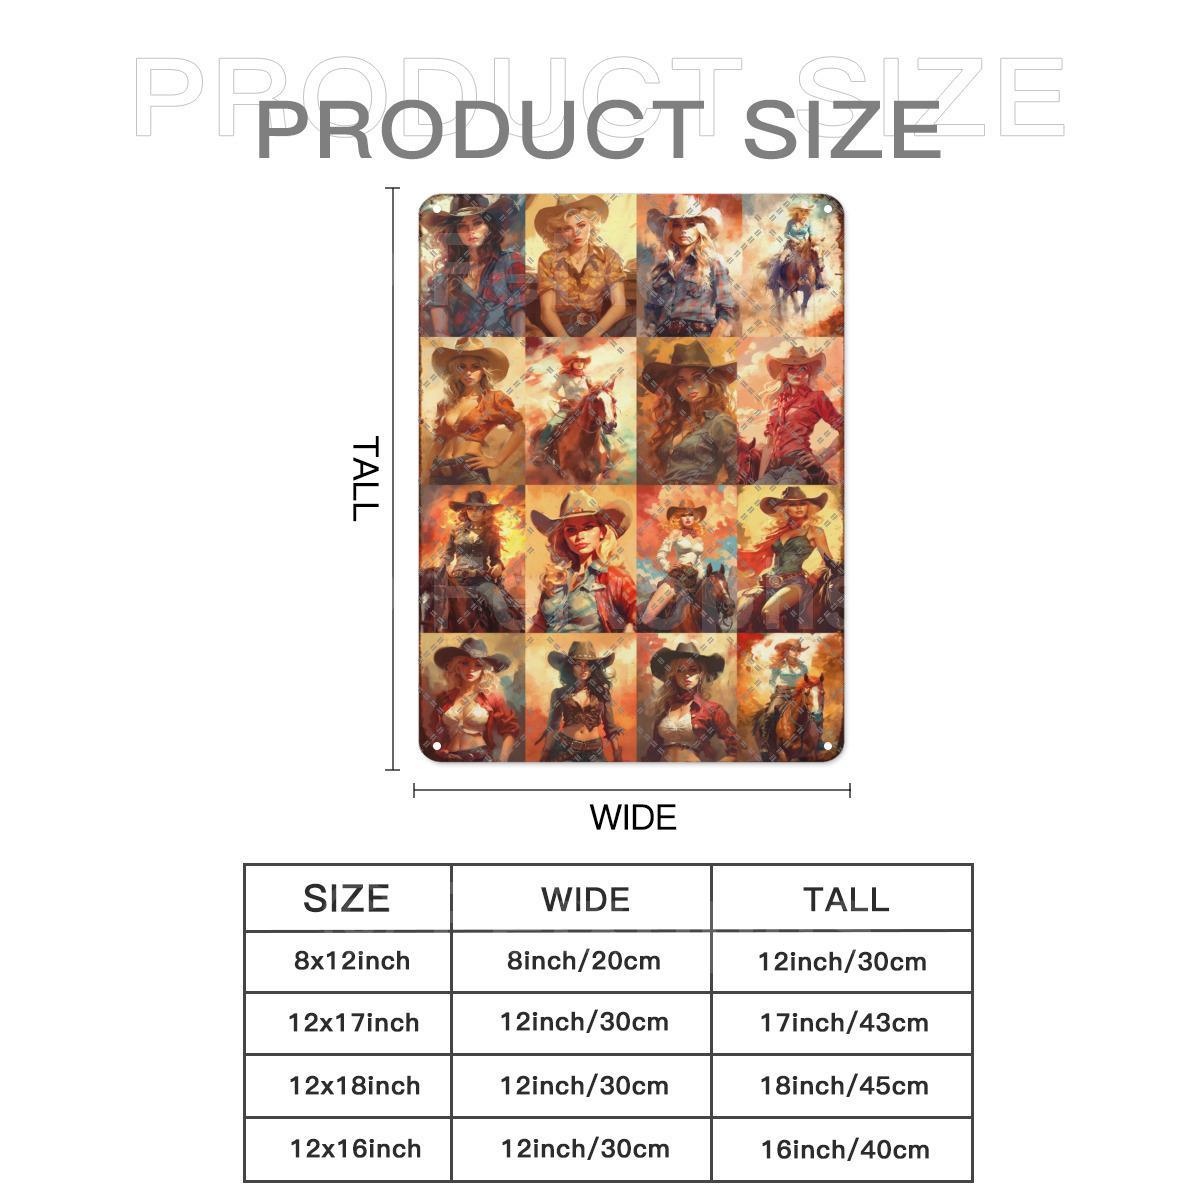 PRODUCT SIZE
PRODUCT SIZE
TALL
WIDE
SIZE WIDE TALL
8x12inch 8inch/20cm 12inch/30cm
12x17inch 12inch/30cm 17inch/43cm
12x18inch 12inch/30cm 18inch/45cm
12x16inch 12inch/30cm 16inch/40cm